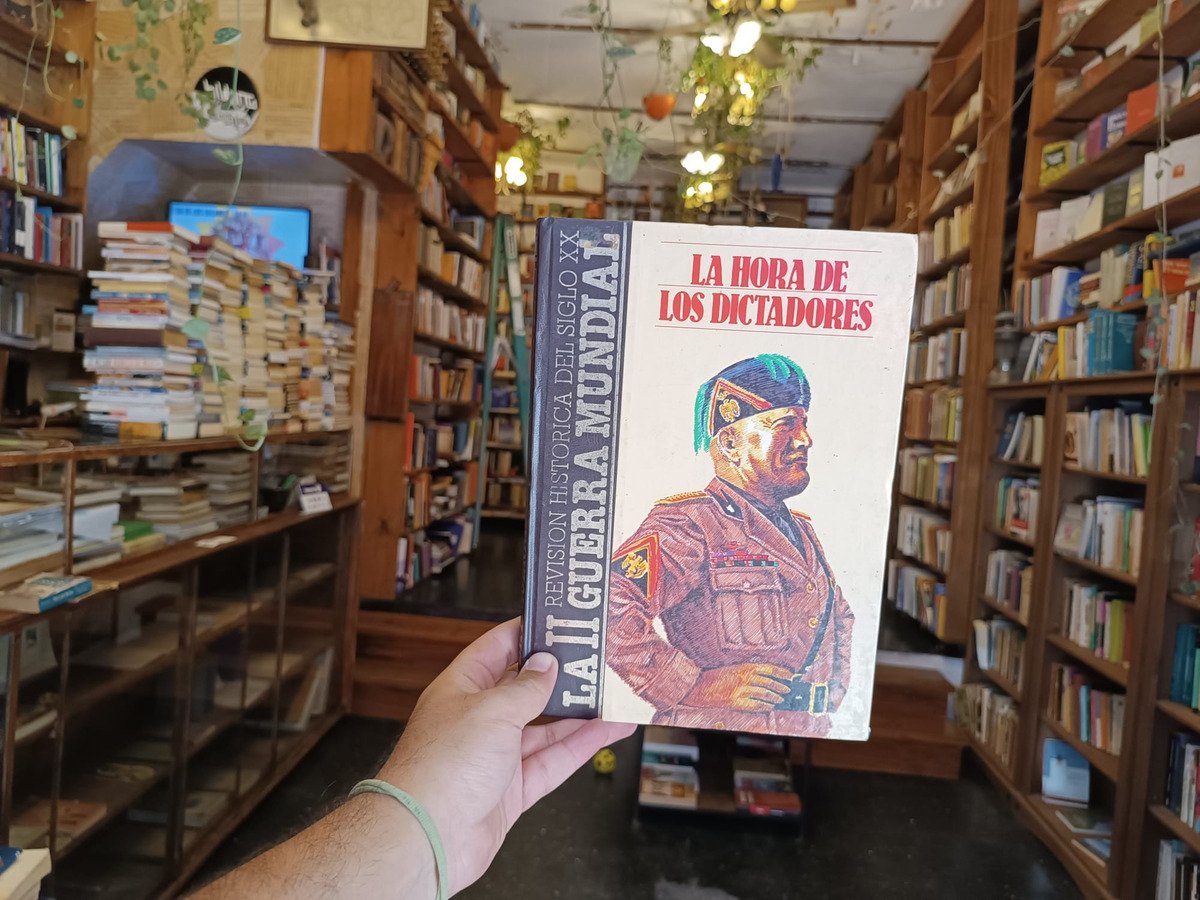 REVISION HISTORICA DEL SIGLO XX
LA II GUERRA MUNDIAL
LA HORA DE
LOS DICTADORES